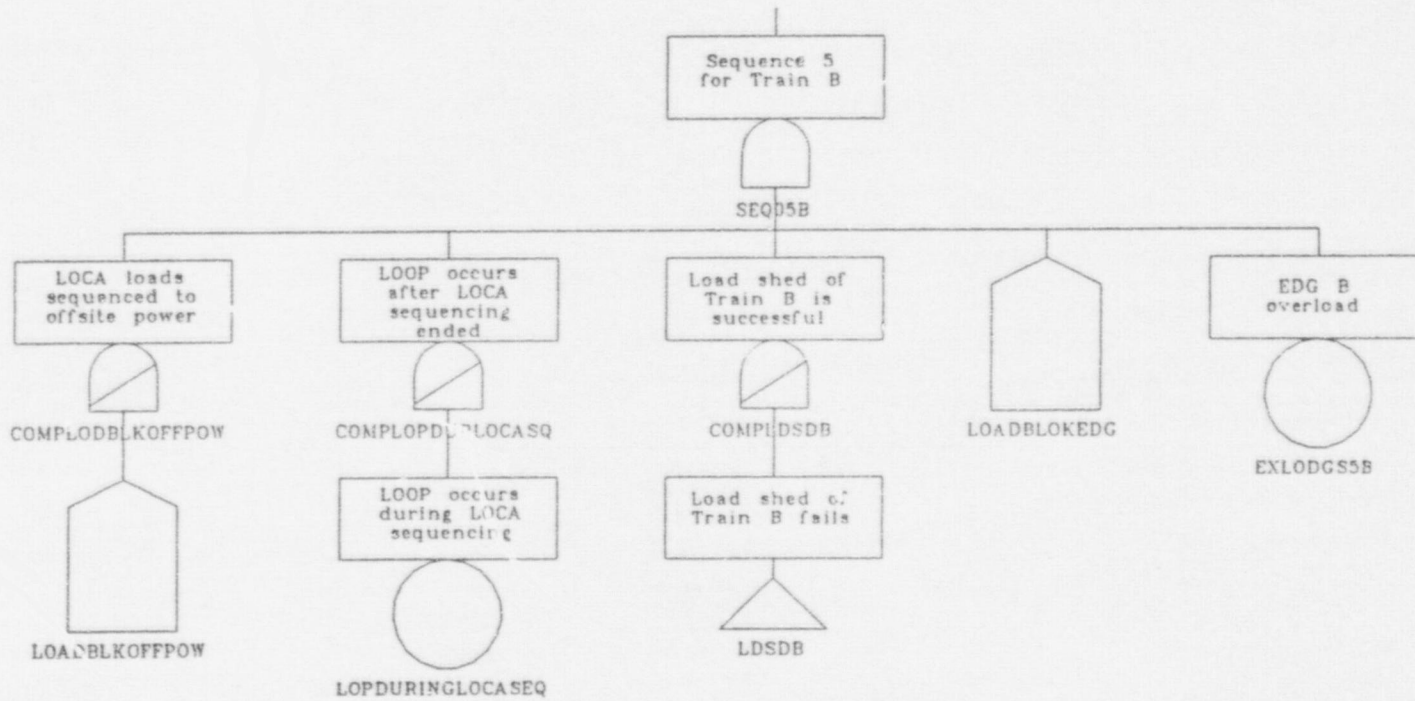 Sequence 5
for Train B
SEQ05B
LOCA loads
sequenced to
offsite power
COMPLODBLKOFFPOW
LOADBLKOFFPOW
LOOP occurs
after LOCA
sequencing
ended
LOOP occurs
during LOCA
sequencing
LOPDURINGLOCASEQ
Load shed of
Train B is
successful
COMPLDSDB
Load shed of
Train B fails
LDSDB
LOADBLOKEDG
EDG B
overload
EXLODGS5B